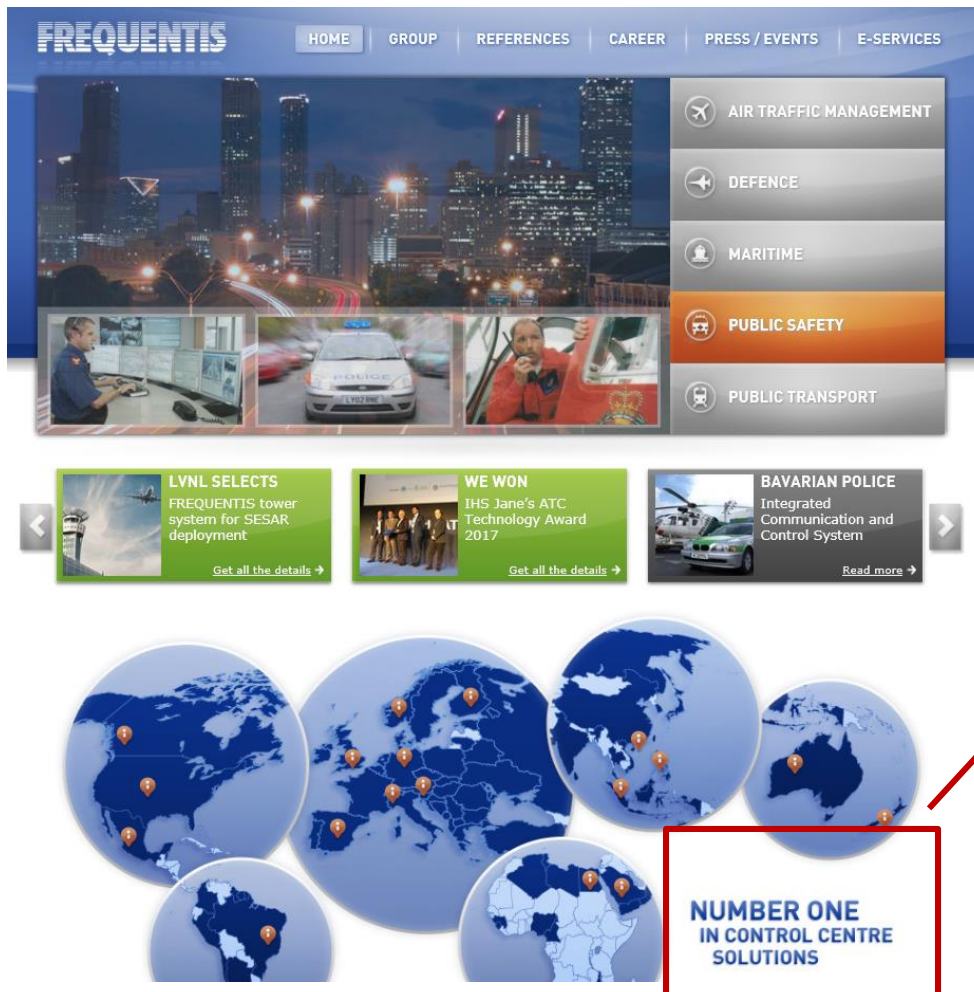 FREQUENTIS
HOME GROUP REFERENCES CAREER PRESS / EVENTS E-SERVICES
AIR TRAFFIC MANAGEMENT
DEFENCE
MARITIME
PUBLIC SAFETY
PUBLIC TRANSPORT
POLICE
LY02 RME
LVNL SELECTS
FREQUENTIS tower
system for SESAR
deployment
Get all the details
WE WON
IHS Jane's ATC
Technology Award
2017
Get all the details
BAVARIAN POLICE
Integrated
Communication and
Control System
Read more
NUMBER ONE
IN CONTROL CENTRE
SOLUTIONS